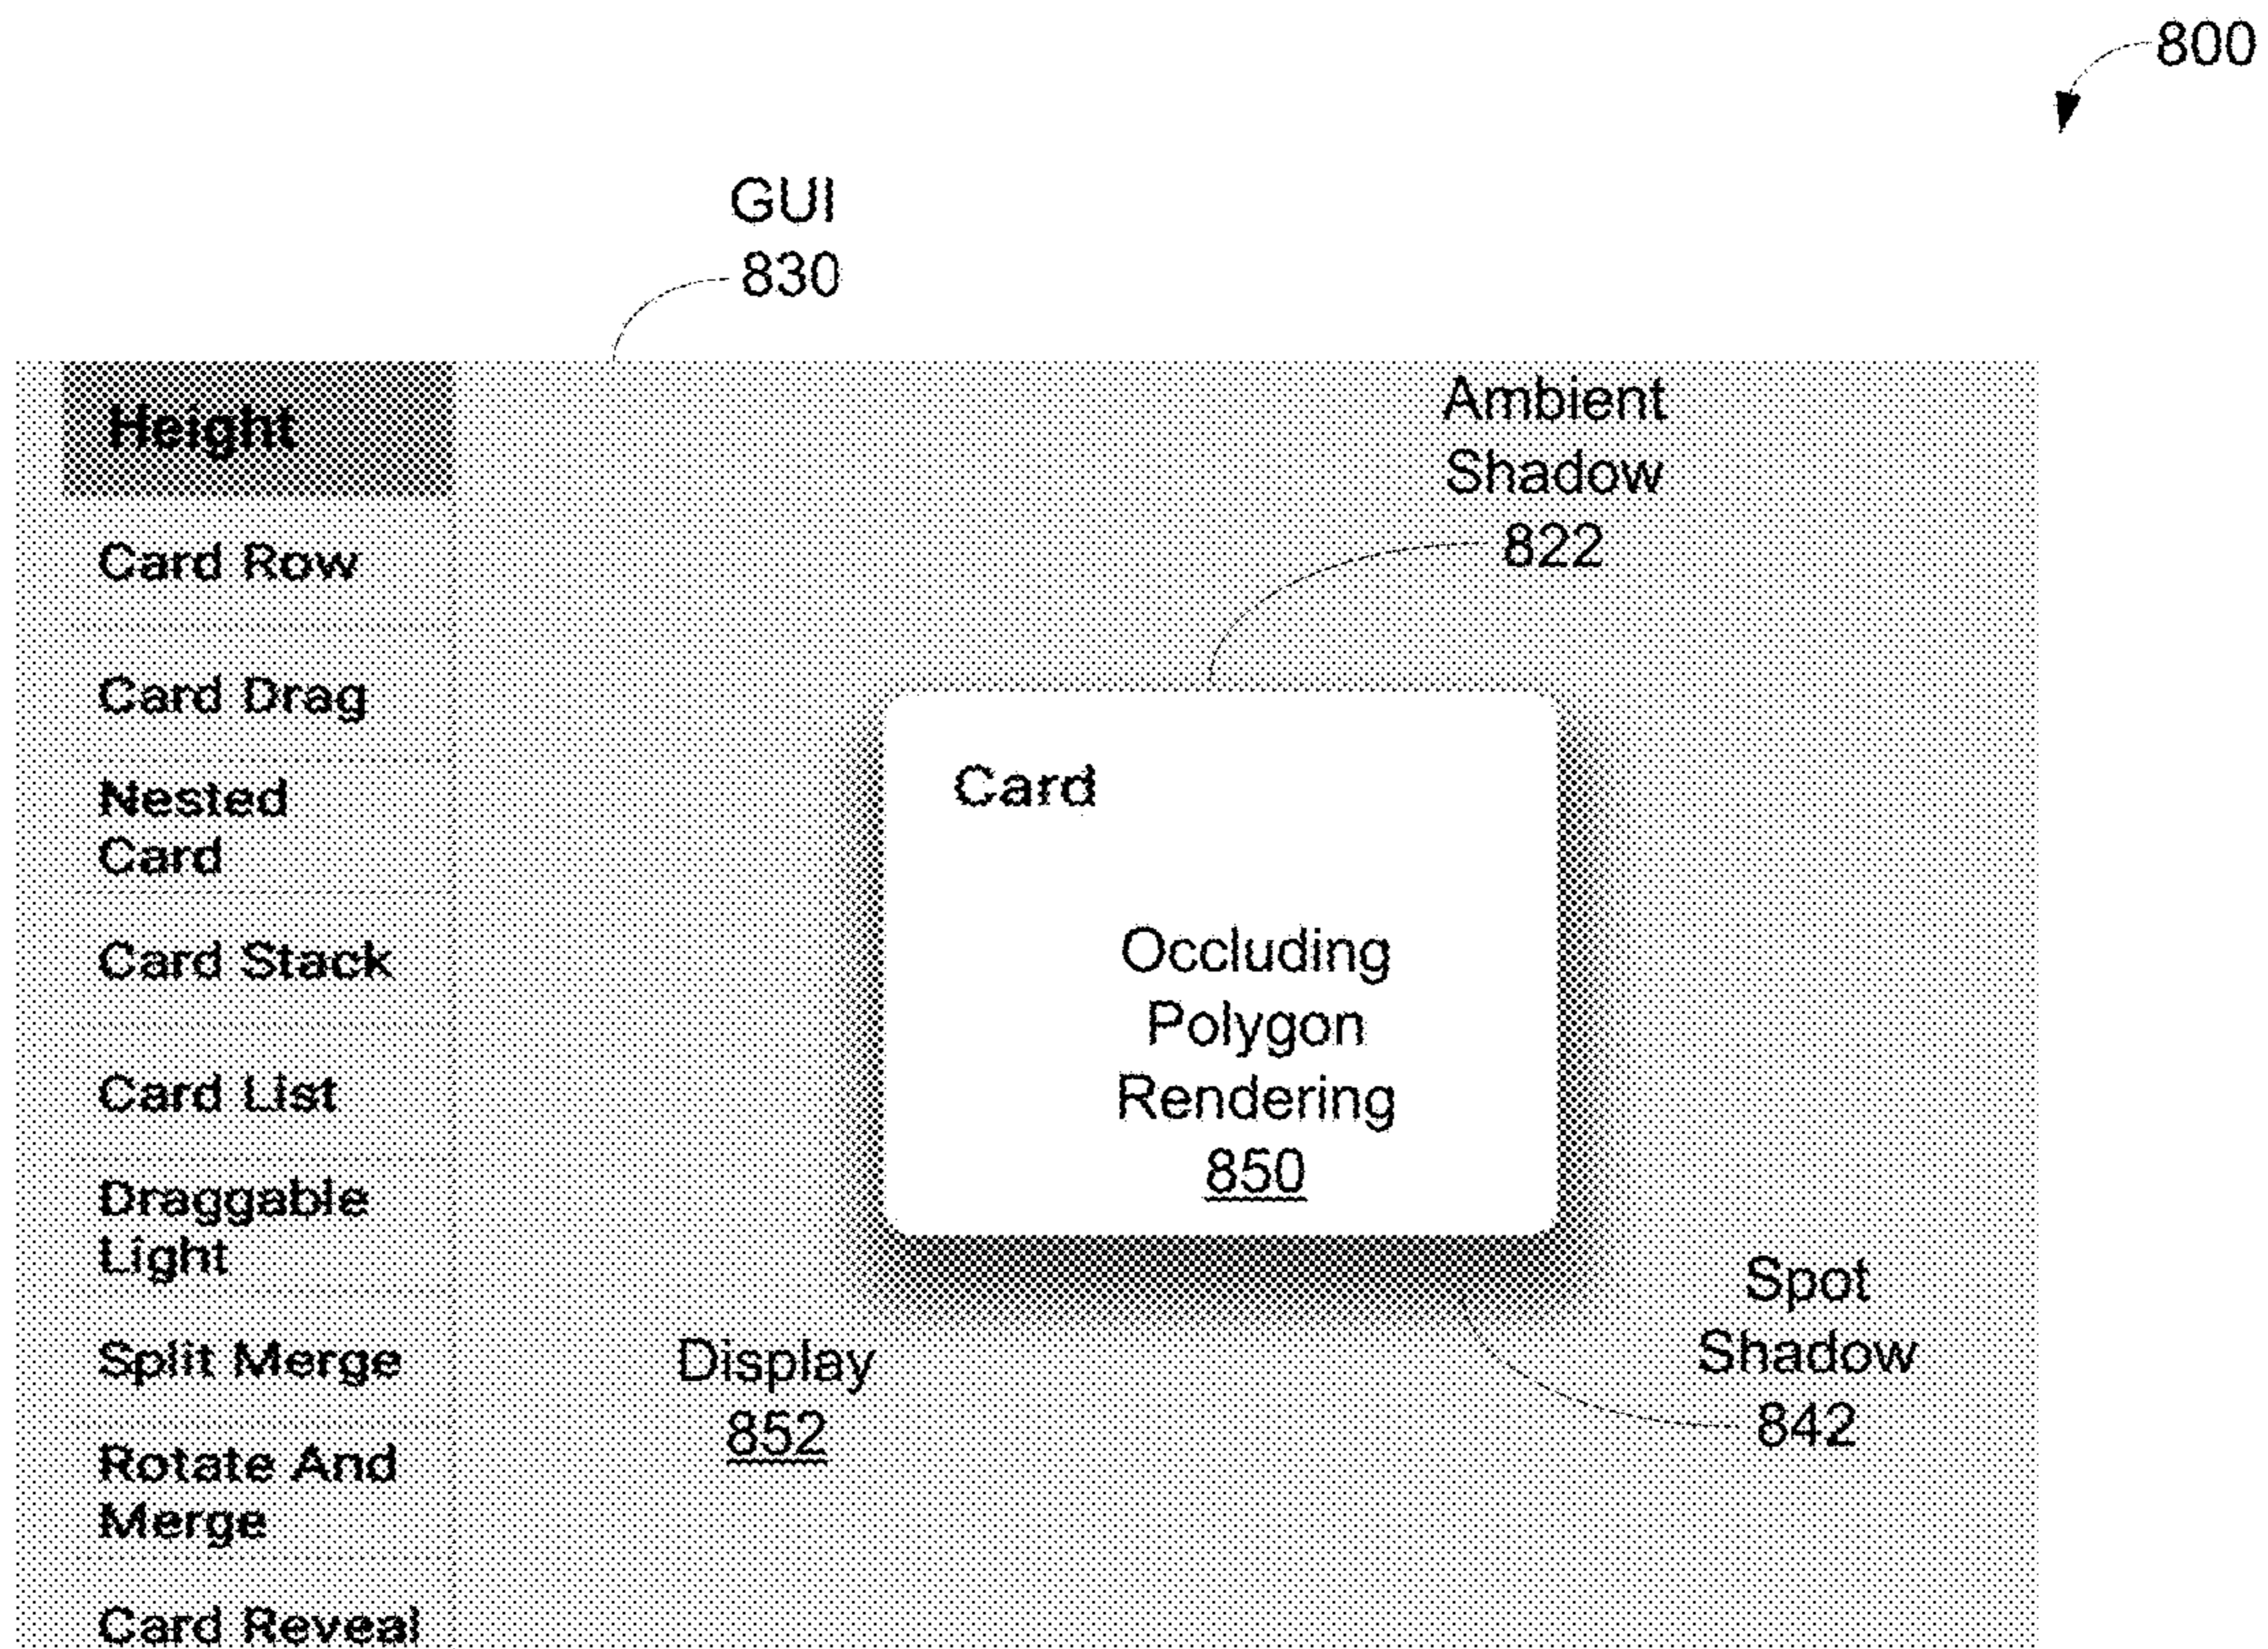 800
GUI
830
Height
Card Row
Card Drag
Nested
Card
Card Stack
Card List
Draggable
Light
Split Merge
Rotate And
Merge
Card Reveal
Ambient
Shadow
822
Card
Occluding
Polygon
Rendering
850
Display
852
Spot
Shadow
842